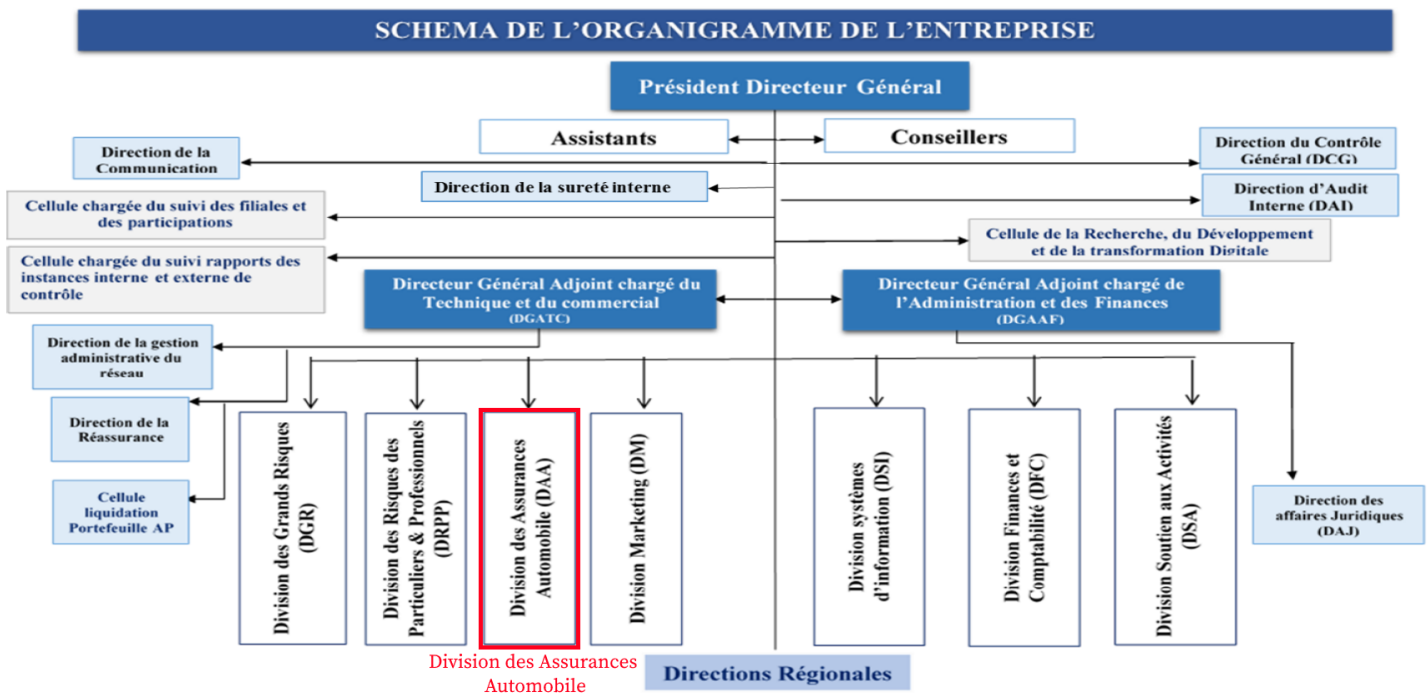 SCHEMA DE L'ORGANIGRAMME DE L'ENTREPRISE
Président Directeur Général
Assistants
Conseillers
Direction de la
Communication
Direction du Contrôle
Général (DCG)
Direction de la sureté interne
Direction d'Audit
Interne (DAI)
Cellule chargée du suivi des filiales et
des participations
Cellule de la Recherche, du Développement
et de la transformation Digitale
Cellule chargée du suivi rapports des
instances interne et externe de
contrôle
Directeur Général Adjoint chargé du
Technique et du commercial
(DGATC)
Directeur Général Adjoint chargé de
l'Administration et des Finances
(DGAAF)
Direction de la gestion
administrative du
réseau
Direction de la
Réassurance
Cellule
liquidation
Portefeuille AP
Division des Grands Risques
(DGR)
Division des Risques des
Particuliers & Professionnels
(DRPP)
Division des Assurances
Automobile (DAA)
Division Marketing (DM)
Division systèmes
d'information (DSI)
Division Finances et
Comptabilité (DFC)
Division Soutien aux Activités
(DSA)
Direction des
affaires Juridiques
(DAJ)
Division des Assurances
Automobile
Directions Régionales